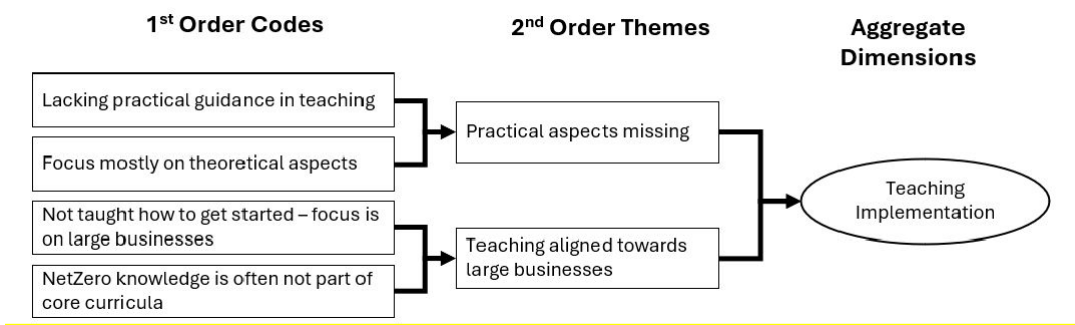 1st Order Codes
2nd Order Themes
Aggregate
Dimensions
Lacking practical guidance in teaching
Focus mostly on theoretical aspects
Not taught how to get started – focus is
on large businesses
NetZero knowledge is often not part of
core curricula
Practical aspects missing
Teaching aligned towards
large businesses
Teaching
Implementation